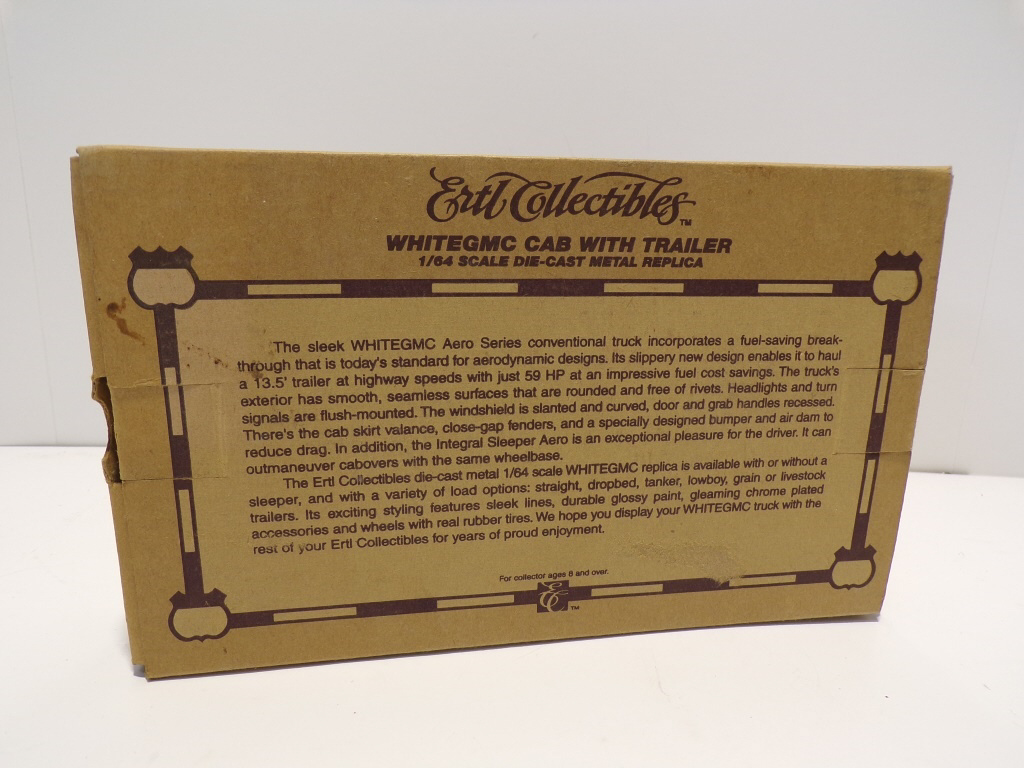 Ertl Collectibles™
WHITEGMC CAB WITH TRAILER
1/64 SCALE DIE-CAST METAL REPLICA
The sleek WHITEGMC Aero Series conventional truck incorporates a fuel-saving break-
through that is today's standard for aerodynamic designs. Its slippery new design enables it to haul
a 13.5' trailer at highway speeds with just 59 HP at an impressive fuel cost savings. The truck's
exterior has smooth, seamless surfaces that are rounded and free of rivets. Headlights and turn
signals are flush-mounted. The windshield is slanted and curved, door and grab handles recessed.
There's the cab skirt valance, close-gap fenders, and a specially designed bumper and air dam to
reduce drag. In addition, the Integral Sleeper Aero is an exceptional pleasure for the driver. It can
outmaneuver cabovers with the same wheelbase.
The Ertl Collectibles die-cast metal 1/64 scale WHITEGMC replica is available with or without a
sleeper, and with a variety of load options: straight, dropbed, tanker, lowboy, grain or livestock
trailers. Its exciting styling features sleek lines, durable glossy paint, gleaming chrome plated
accessories and wheels with real rubber tires. We hope you display your WHITEGMC truck with the
rest of your Ertl Collectibles for years of proud enjoyment.
For collector ages 8 and over.
EC™